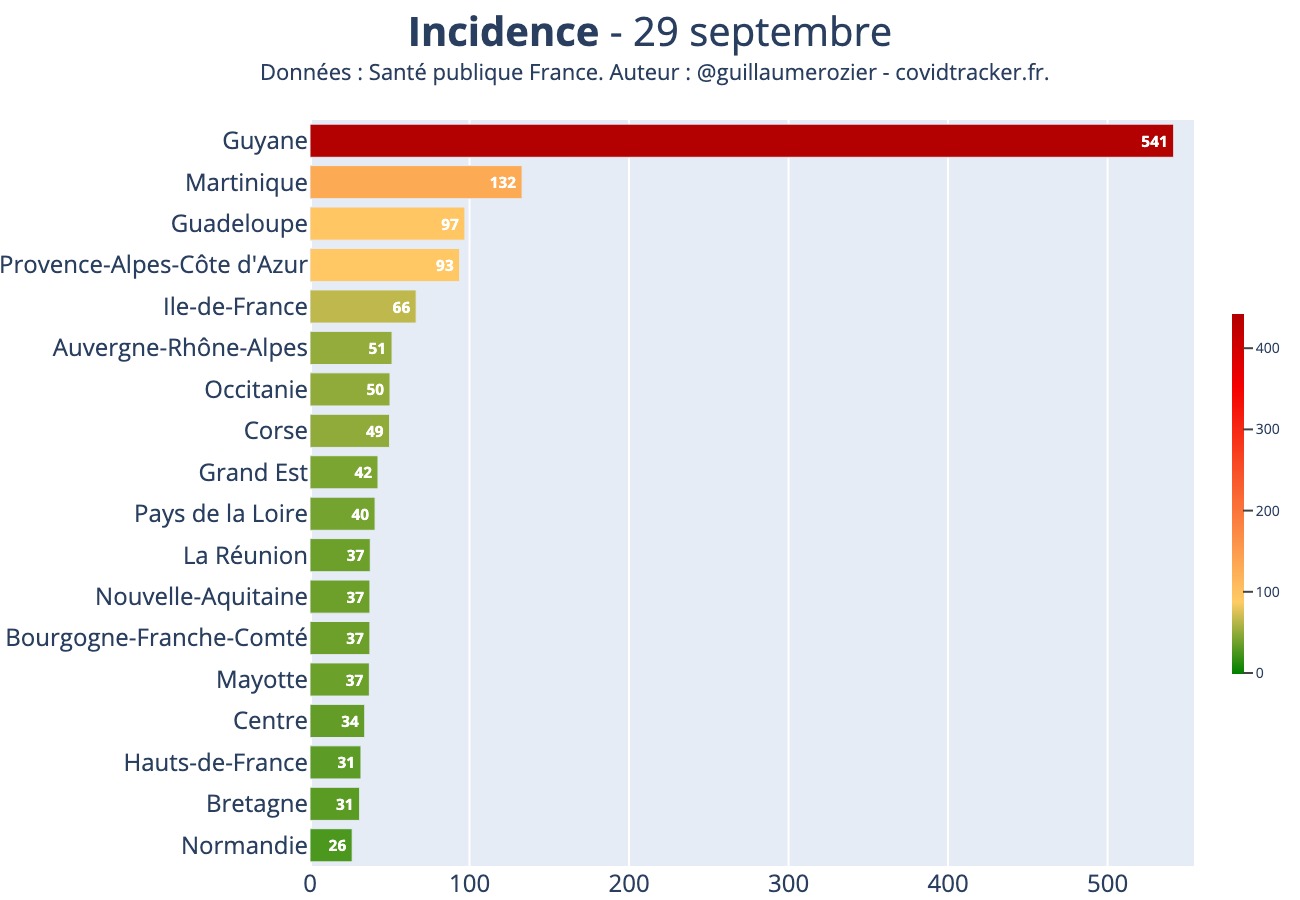 Incidence - 29 septembre
Données : Santé publique France. Auteur : @guillaumerozier - covidtracker.fr.
Guyane 541
Martinique 132
Guadeloupe 97
Provence-Alpes-Côte d'Azur 93
Ile-de-France 66
Auvergne-Rhône-Alpes 51
Occitanie 50
Corse 49
Grand Est 42
Pays de la Loire 40
La Réunion 37
Nouvelle-Aquitaine 37
Bourgogne-Franche-Comté 37
Mayotte 37
Centre 34
Hauts-de-France 31
Bretagne 31
Normandie 26
0 100 200 300 400 500
400
300
200
100
0